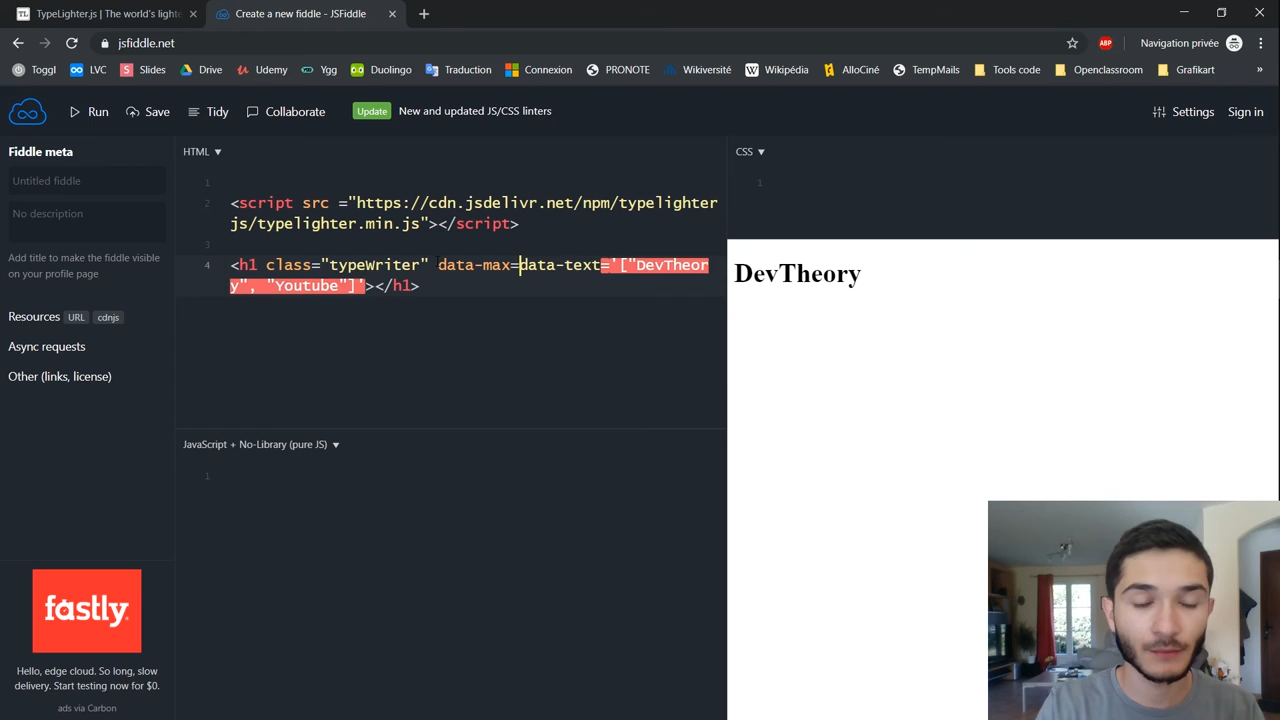 TL TypeLighter.js | The world's lighte
Create a new fiddle - JSFiddle
jsfiddle.net
ABP
Navigation privée
Toggl LVC Slides Drive Udemy Ygg Duolingo Traduction Connexion PRONOTE Wikiversité Wikipédia AlloCiné TempMails Tools code Openclassroom Grafikart »
Run Save Tidy Collaborate Update New and updated JS/CSS linters Settings Sign in
Fiddle meta
Untitled fiddle
No description
Add title to make the fiddle visible
on your profile page
Resources URL cdnjs
Async requests
Other (links, license)
fastly
Hello, edge cloud. So long, slow
delivery. Start testing now for $0.
ads via Carbon
HTML
1
2 <script src ="https://cdn.jsdelivr.net/npm/typelighter
js/typelighter.min.js"></script>
3
4 <h1 class="typeWriter" data-max=data-text='["DevTheor
y", "Youtube"]'></h1>
JavaScript + No-Library (pure JS)
1
CSS
1
DevTheory